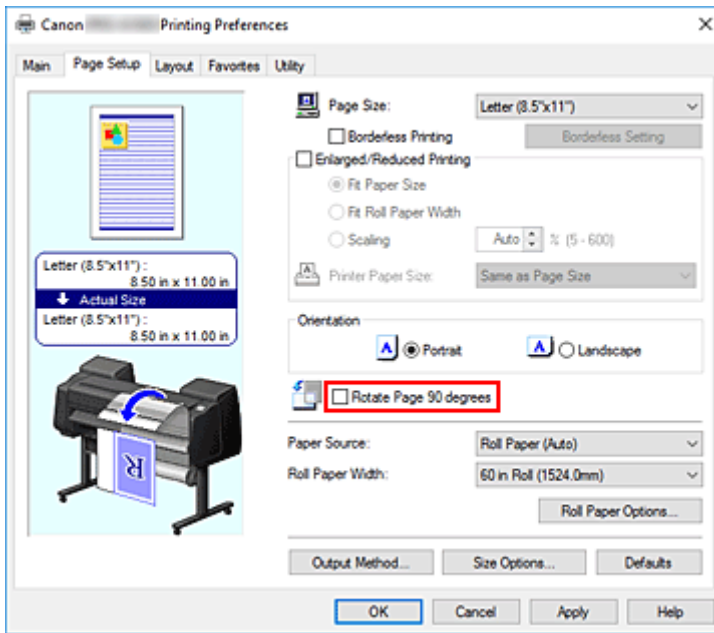 Canon Printing Preferences
Main Page Setup Layout Favorites Utility
Page Size: Letter (8.5"x11")
Borderless Printing Borderless Setting
Enlarged/Reduced Printing
Fit Paper Size
Fit Roll Paper Width
Scaling Auto % (5 - 600)
Printer Paper Size: Same as Page Size
Letter (8.5"x11") :
8.50 in x 11.00 in
Actual Size
Letter (8.5"x11") :
8.50 in x 11.00 in
Orientation
A Portrait A Landscape
Rotate Page 90 degrees
Paper Source: Roll Paper (Auto)
Roll Paper Width: 60 in Roll (1524.0mm)
Roll Paper Options...
R
Output Method... Size Options... Defaults
OK Cancel Apply Help